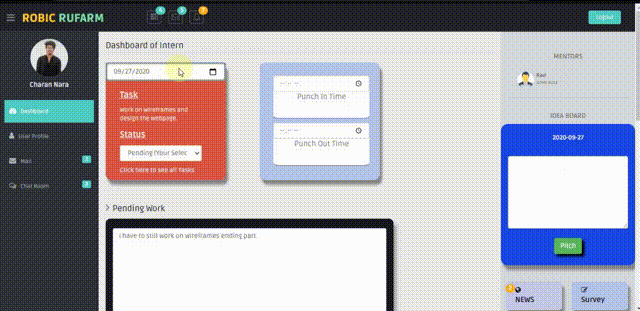 ROBIC RUFARM
Logout
Charan Nara
Dashboard
User Profile
Mail
Chat Room
Dashboard of Intern
09/27/2020
Task
work on wireframes and
design the webpage.
Status
Pending (Your Selec
Click here to see all Tasks
--:-- --
Punch In Time
--:-- --
Punch Out Time
Pending Work
i have to still work on wireframes ending part.
MENTORS
Ravi
IDEA BOARD
2020-09-27
Pitch
NEWS
Survey